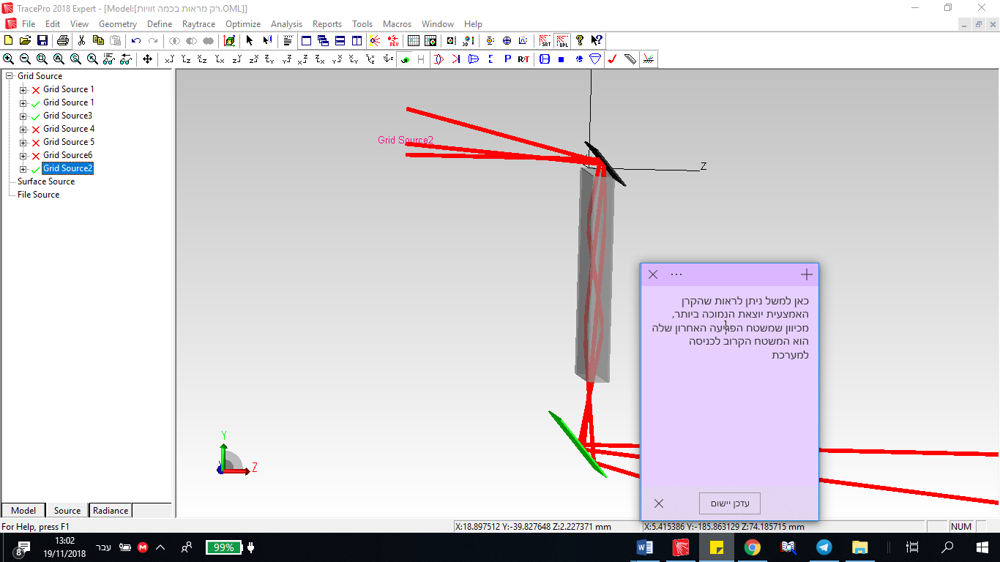 TracePro 2018 Expert - [Model:[רק מראות בכמה זוויות.OML]]
File Edit View Geometry Define Raytrace Optimize Analysis Reports Tools Macros Window Help
Grid Source
Grid Source 1
Grid Source 1
Grid Source3
Grid Source 4
Grid Source 5
Grid Source6
Grid Source2
Surface Source
File Source
Grid Source2
Z
Y
Z
כאן למשל ניתן לראות שהקרן
האמצעית יוצאת הנמוכה ביותר,
מכיוון שמשטח הפגיעה האחרון שלה
הוא המשטח הקרוב לכניסה
למערכת
עדכן יישום
Model Source Radiance
For Help, press F1
X:18.897512 Y:-39.827648 Z:2.227371 mm
X:5.415386 Y:-185.863129 Z:74.185715 mm
NUM
8
13:02
19/11/2018
עבר
99%